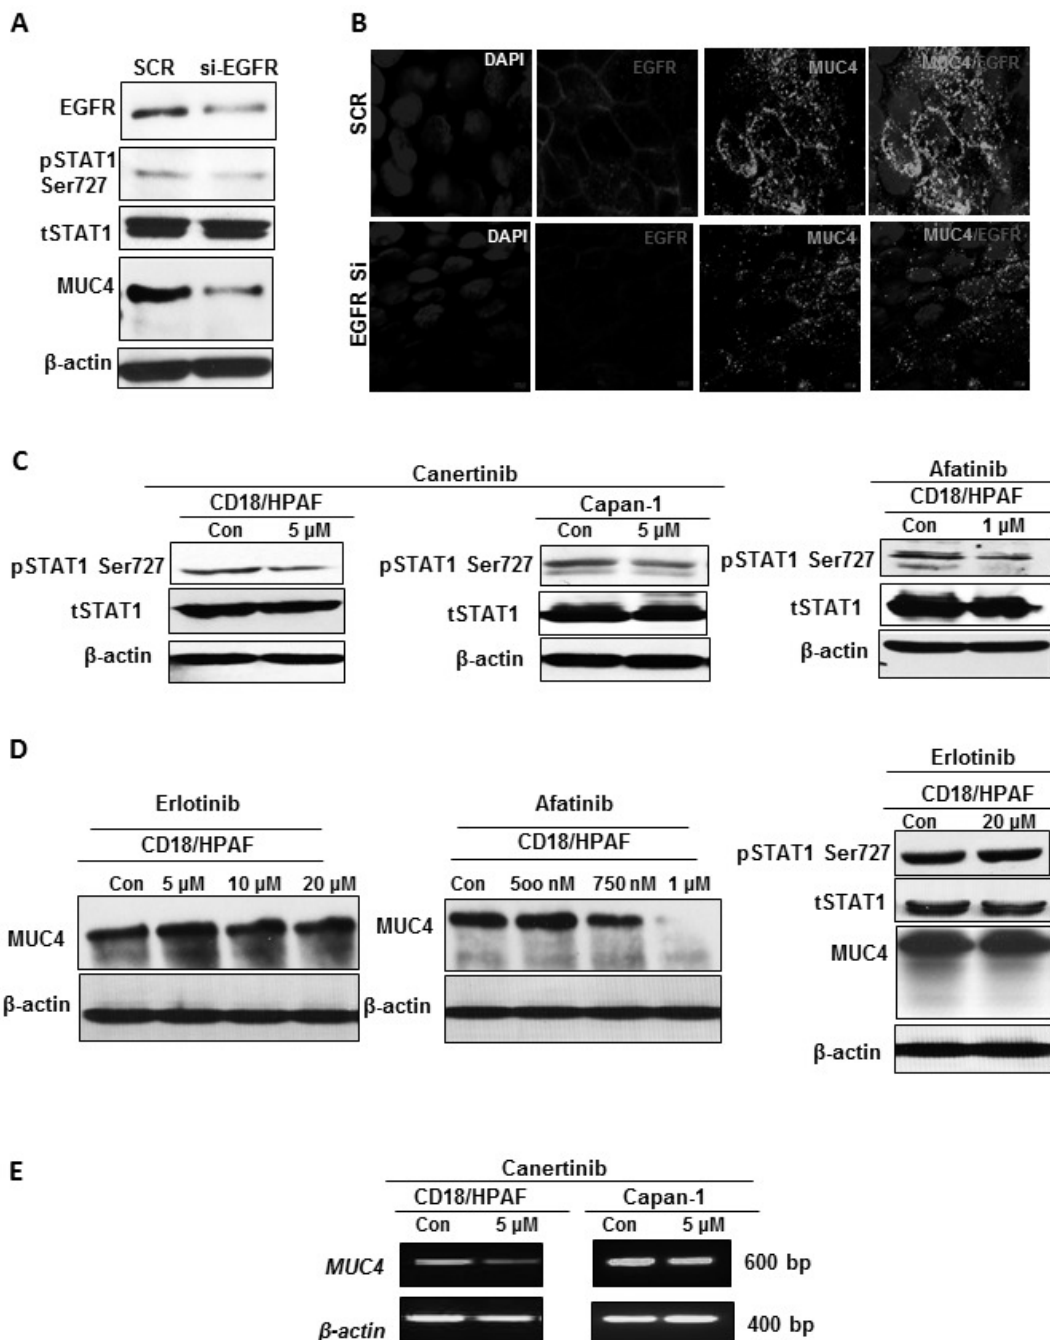 A
SCR si-EGFR
EGFR
pSTAT1
Ser727
tSTAT1
MUC4
β-actin
B
SCR
DAPI EGFR MUC4 MUC4/EGFR
EGFR Si
DAPI EGFR MUC4 MUC4/EGFR
C
Canertinib
CD18/HPAF
Con 5 µM
pSTAT1 Ser727
tSTAT1
β-actin
Capan-1
Con 5 µM
pSTAT1 Ser727
tSTAT1
β-actin
Afatinib
CD18/HPAF
Con 1 µM
pSTAT1 Ser727
tSTAT1
β-actin
D
Erlotinib
CD18/HPAF
Con 5 µM 10 µM 20 µM
MUC4
β-actin
Afatinib
CD18/HPAF
Con 5oo nM 750 nM 1 µM
MUC4
β-actin
Erlotinib
CD18/HPAF
Con 20 µM
pSTAT1 Ser727
tSTAT1
MUC4
β-actin
E
Canertinib
CD18/HPAF Capan-1
Con 5 µM Con 5 µM
MUC4 600 bp
β-actin 400 bp